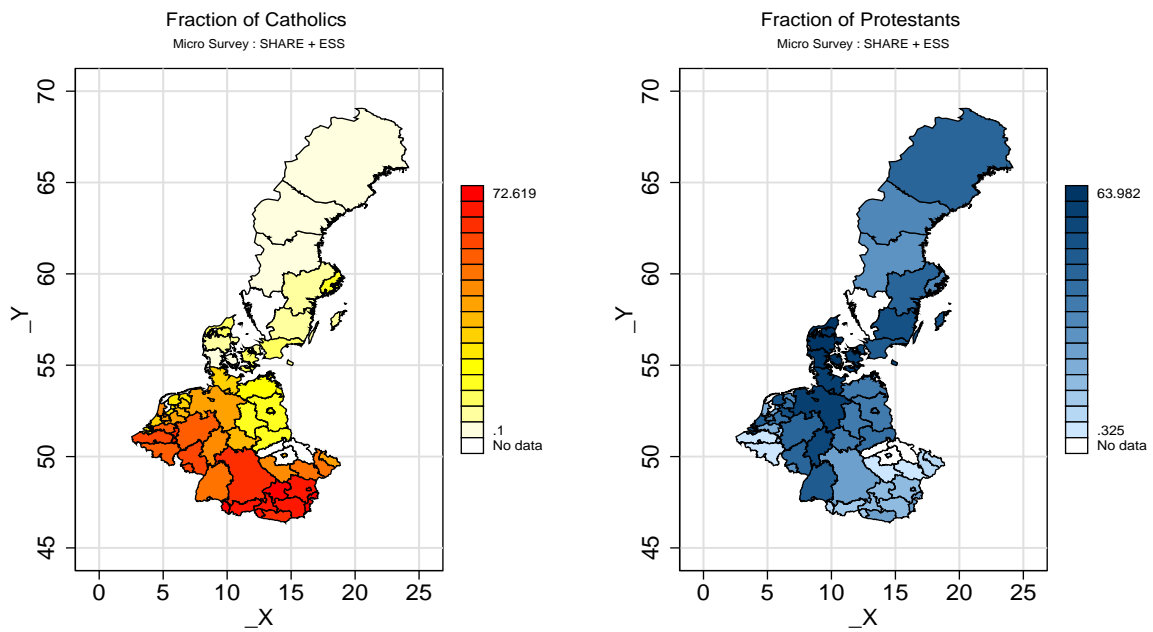 Fraction of Catholics
Micro Survey : SHARE + ESS
70
65
60
55
50
45
_Y
0 5 10 15 20 25
_X
72.619
.1
No data
Fraction of Protestants
Micro Survey : SHARE + ESS
70
65
60
55
50
45
_Y
0 5 10 15 20 25
_X
63.982
.325
No data